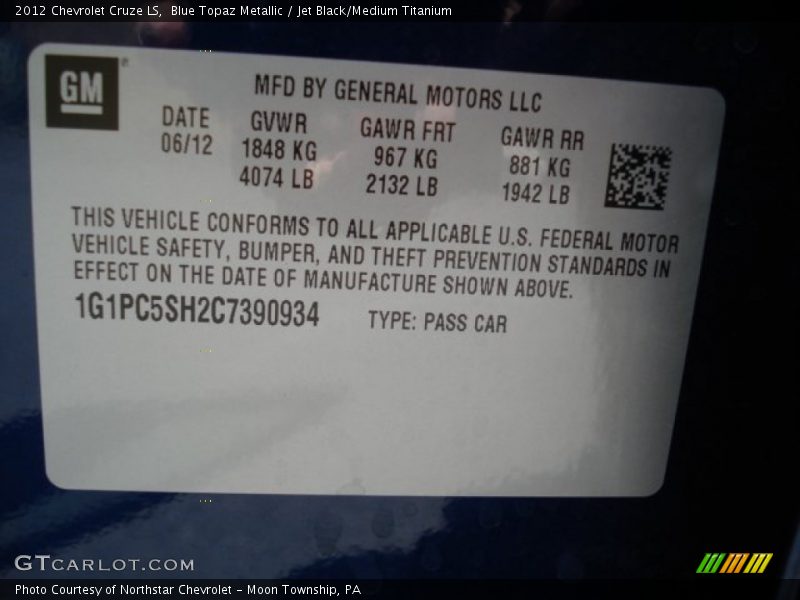 2012 Chevrolet Cruze LS,  Blue Topaz Metallic / Jet Black/Medium Titanium
GM
MFD BY GENERAL MOTORS LLC
DATE GVWR GAWR FRT GAWR RR
06/12 1848 KG 967 KG 881 KG
4074 LB 2132 LB 1942 LB
THIS VEHICLE CONFORMS TO ALL APPLICABLE U.S. FEDERAL MOTOR
VEHICLE SAFETY, BUMPER, AND THEFT PREVENTION STANDARDS IN
EFFECT ON THE DATE OF MANUFACTURE SHOWN ABOVE.
1G1PC5SH2C7390934 TYPE: PASS CAR
GTCARLOT.COM
Photo Courtesy of Northstar Chevrolet - Moon Township, PA